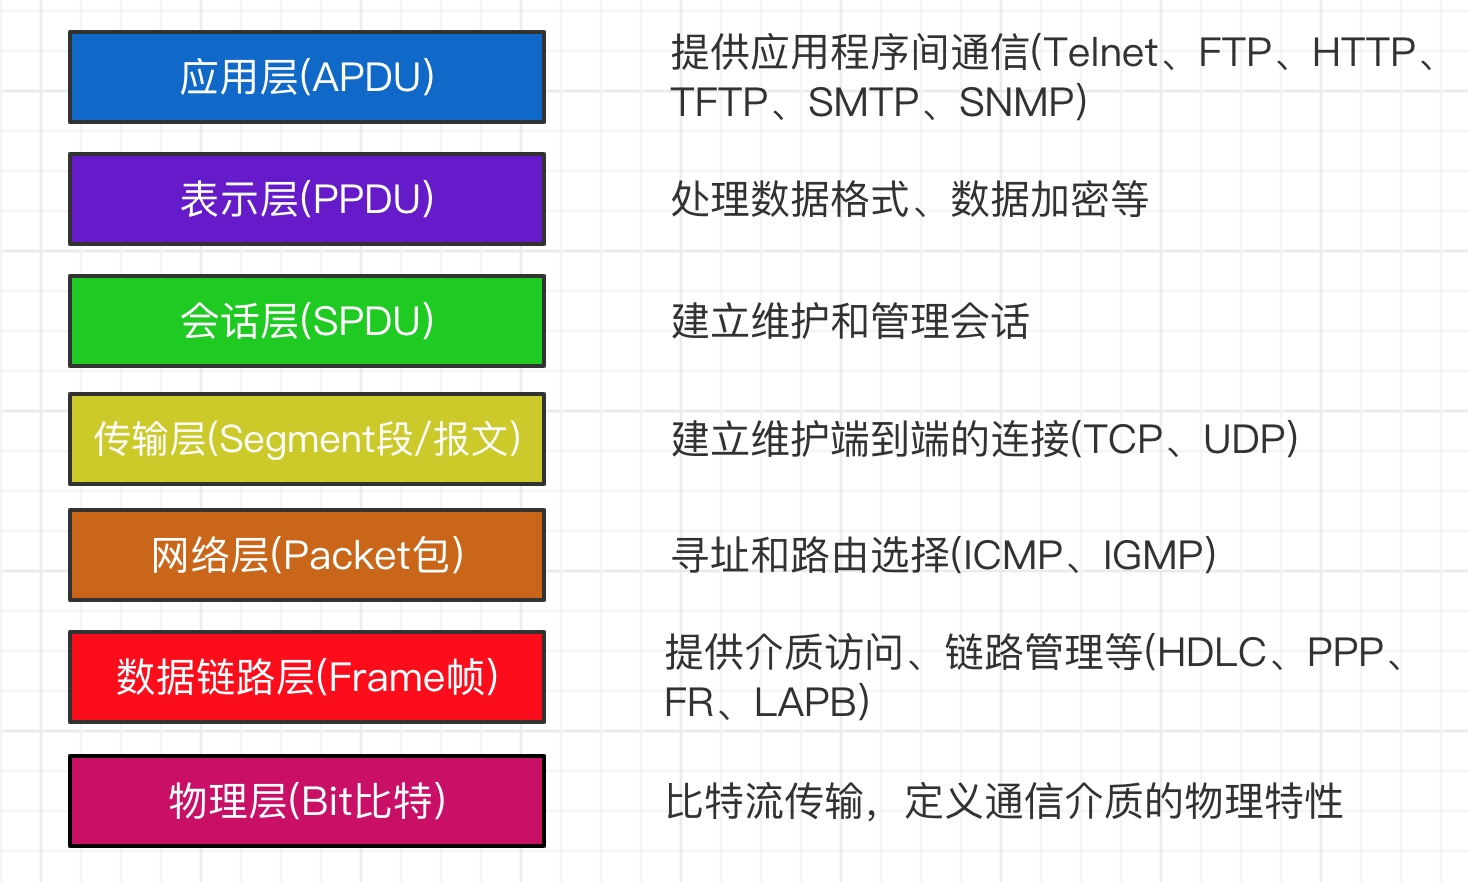 应用层(APDU)
提供应用程序间通信(Telnet、FTP、HTTP、
TFTP、SMTP、SNMP)
表示层(PPDU)
处理数据格式、数据加密等
会话层(SPDU)
建立维护和管理会话
传输层(Segment段/报文)
建立维护端到端的连接(TCP、UDP)
网络层(Packet包)
寻址和路由选择(ICMP、IGMP)
数据链路层(Frame帧)
提供介质访问、链路管理等(HDLC、PPP、
FR、LAPB)
物理层(Bit比特)
比特流传输，定义通信介质的物理特性